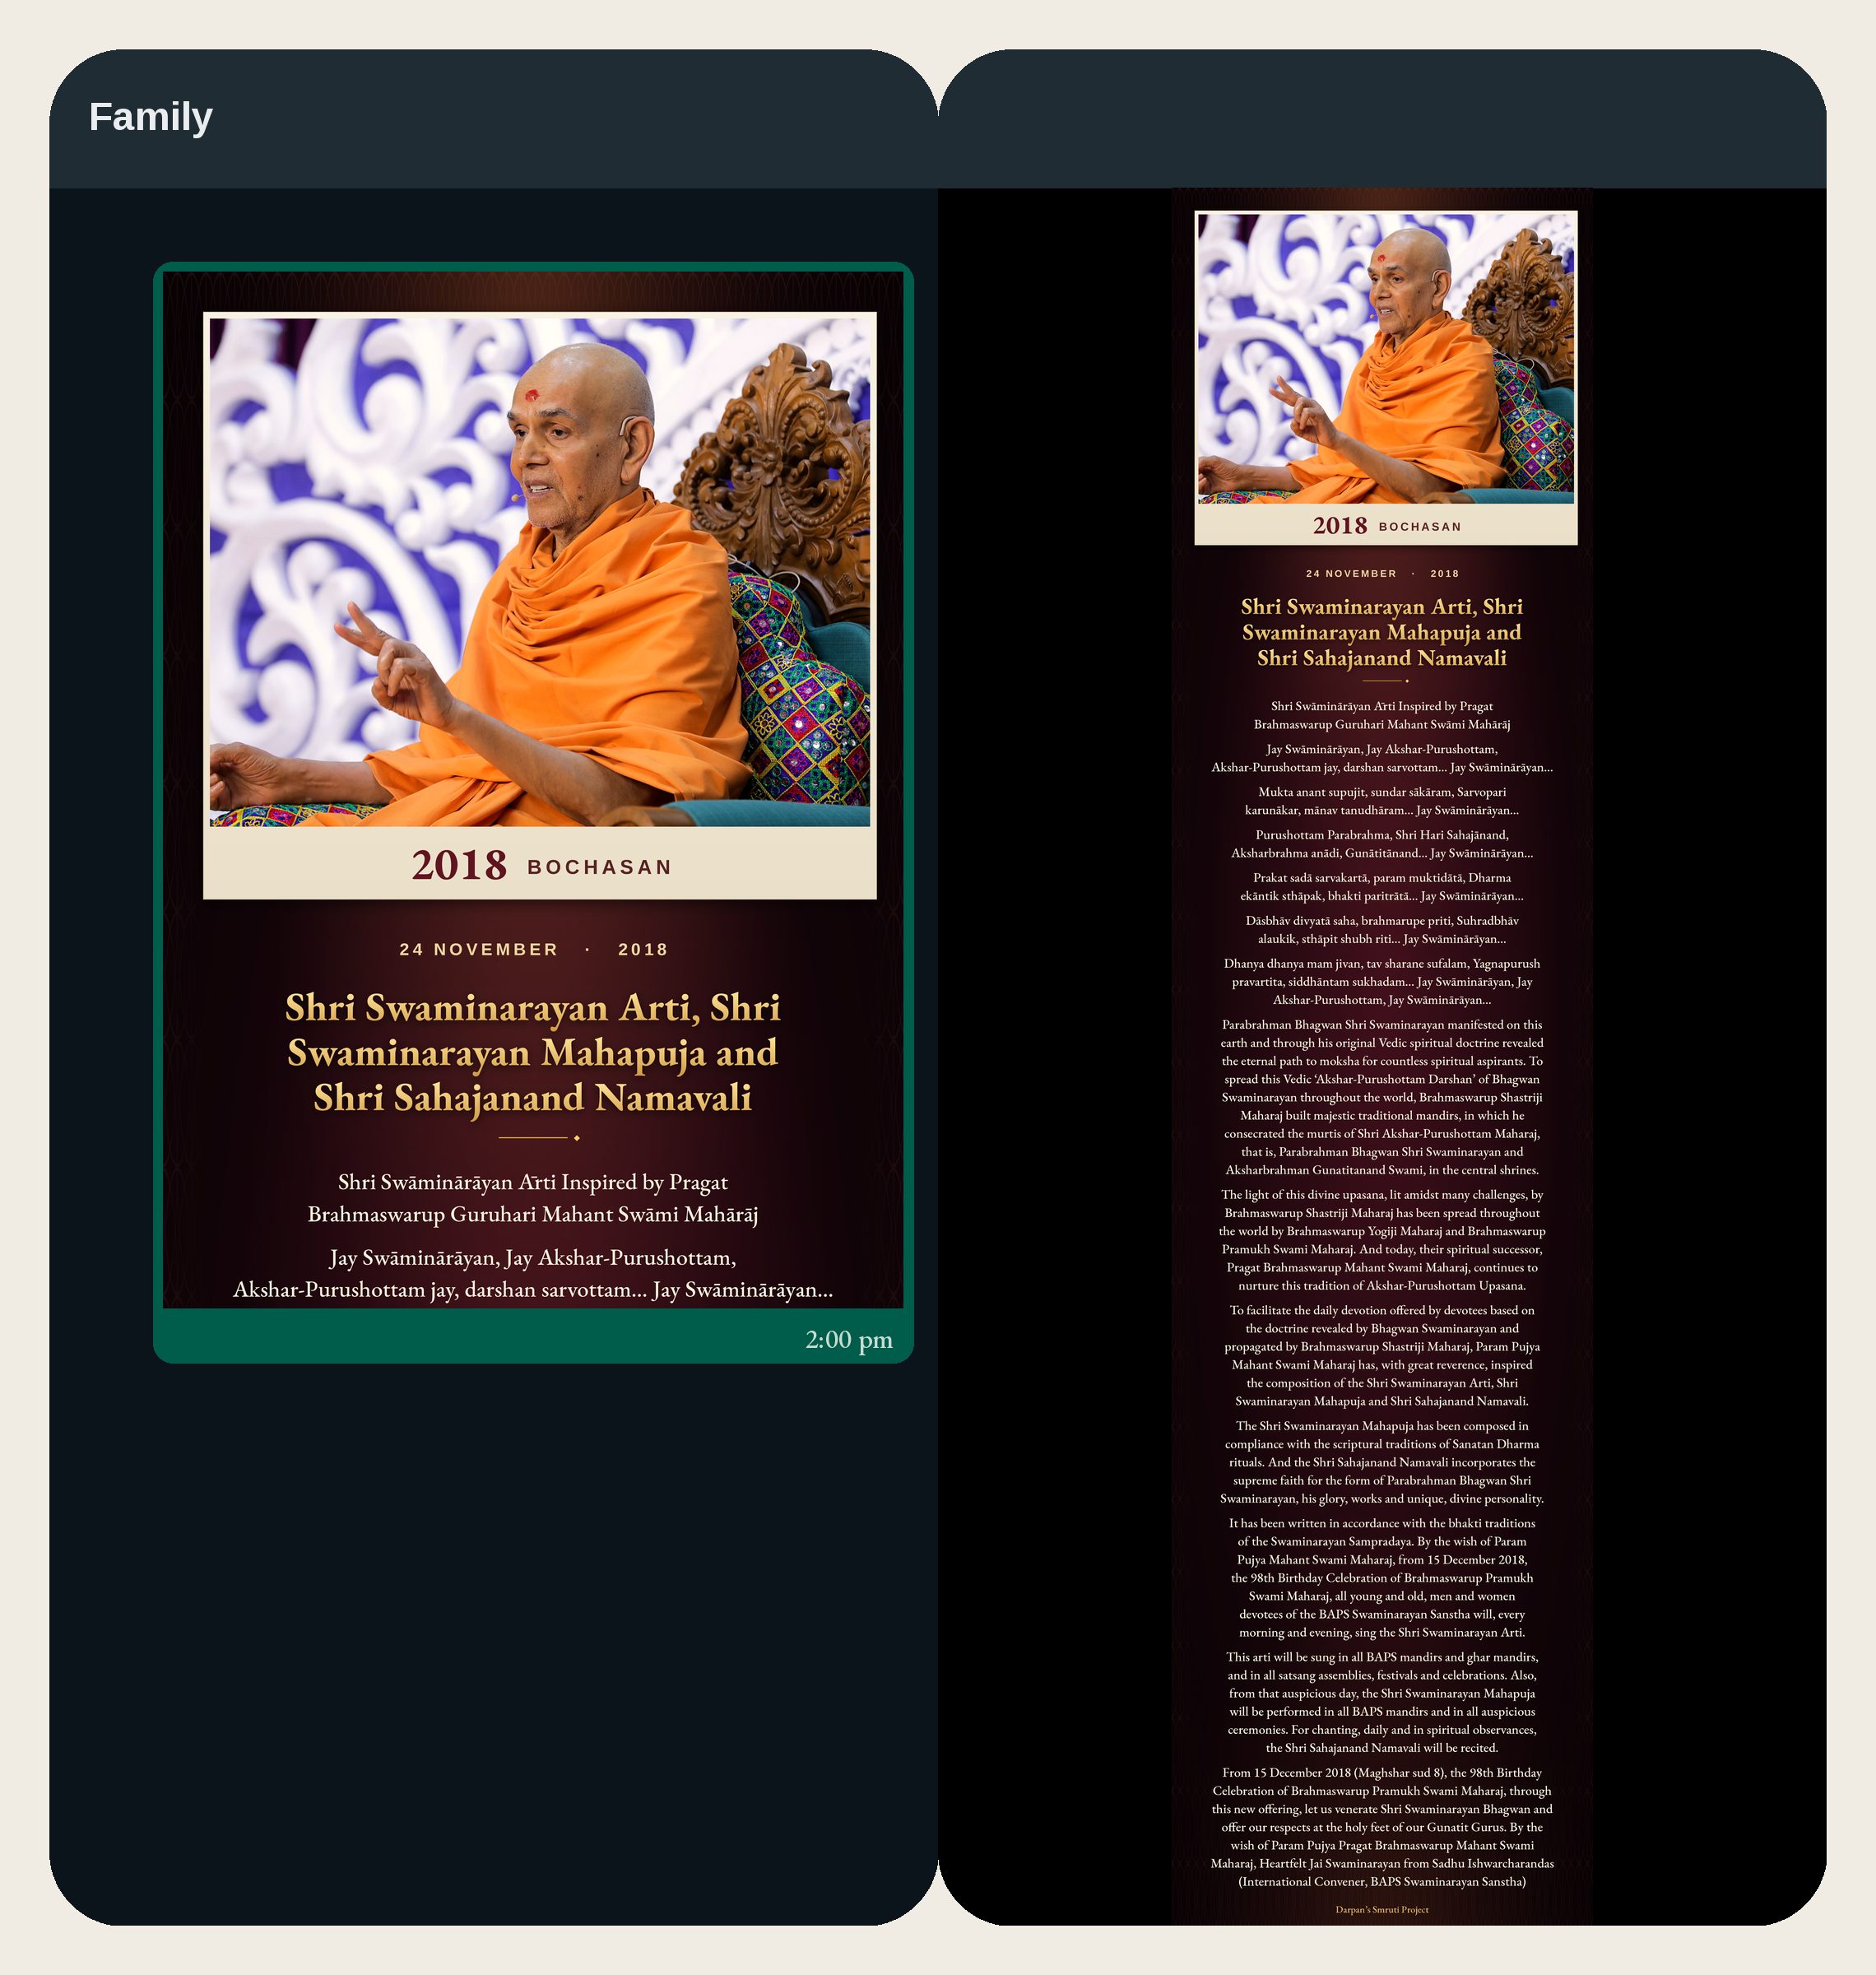 Family
2018 BOCHASAN
24 NOVEMBER · 2018
Shri Swaminarayan Arti, Shri
Swaminarayan Mahapuja and
Shri Sahajanand Namavali
Shri Swāminārāyan Ārti Inspired by Pragat
Brahmaswarup Guruhari Mahant Swāmi Mahārāj
Jay Swāminārāyan, Jay Akshar-Purushottam,
Akshar-Purushottam jay, darshan sarvottam... Jay Swāminārāyan...
2:00 pm
2018 BOCHASAN
24 NOVEMBER · 2018
Shri Swaminarayan Arti, Shri
Swaminarayan Mahapuja and
Shri Sahajanand Namavali
Shri Swāminārāyan Ārti Inspired by Pragat
Brahmaswarup Guruhari Mahant Swāmi Mahārāj
Jay Swāminārāyan, Jay Akshar-Purushottam,
Akshar-Purushottam jay, darshan sarvottam... Jay Swāminārāyan...
Mukta anant supujit, sundar sākāram, Sarvopari
karunākar, mānav tanudhāram... Jay Swāminārāyan...
Purushottam Parabrahma, Shri Hari Sahajānand,
Aksharbrahma anādi, Gunātitānand... Jay Swāminārāyan...
Prakat sadā sarvakartā, param muktidātā, Dharma
ekāntik sthāpak, bhakti paritrātā... Jay Swāminārāyan...
Dāsbhāv divyatā saha, brahmarupe priti, Suhradbhāv
alaukik, sthāpit shubh riti... Jay Swāminārāyan...
Dhanya dhanya mam jivan, tav sharane sufalam, Yagnapurush
pravartita, siddhāntam sukhadam... Jay Swāminārāyan, Jay
Akshar-Purushottam, Jay Swāminārāyan...
Parabrahman Bhagwan Shri Swaminarayan manifested on this
earth and through his original Vedic spiritual doctrine revealed
the eternal path to moksha for countless spiritual aspirants. To
spread this Vedic ‘Akshar-Purushottam Darshan’ of Bhagwan
Swaminarayan throughout the world, Brahmaswarup Shastriji
Maharaj built majestic traditional mandirs, in which he
consecrated the murtis of Shri Akshar-Purushottam Maharaj,
that is, Parabrahman Bhagwan Shri Swaminarayan and
Aksharbrahman Gunatitanand Swami, in the central shrines.
The light of this divine upasana, lit amidst many challenges, by
Brahmaswarup Shastriji Maharaj has been spread throughout
the world by Brahmaswarup Yogiji Maharaj and Brahmaswarup
Pramukh Swami Maharaj. And today, their spiritual successor,
Pragat Brahmaswarup Mahant Swami Maharaj, continues to
nurture this tradition of Akshar-Purushottam Upasana.
To facilitate the daily devotion offered by devotees based on
the doctrine revealed by Bhagwan Swaminarayan and
propagated by Brahmaswarup Shastriji Maharaj, Param Pujya
Mahant Swami Maharaj has, with great reverence, inspired
the composition of the Shri Swaminarayan Arti, Shri
Swaminarayan Mahapuja and Shri Sahajanand Namavali.
The Shri Swaminarayan Mahapuja has been composed in
compliance with the scriptural traditions of Sanatan Dharma
rituals. And the Shri Sahajanand Namavali incorporates the
supreme faith for the form of Parabrahman Bhagwan Shri
Swaminarayan, his glory, works and unique, divine personality.
It has been written in accordance with the bhakti traditions
of the Swaminarayan Sampradaya. By the wish of Param
Pujya Mahant Swami Maharaj, from 15 December 2018,
the 98th Birthday Celebration of Brahmaswarup Pramukh
Swami Maharaj, all young and old, men and women
devotees of the BAPS Swaminarayan Sanstha will, every
morning and evening, sing the Shri Swaminarayan Arti.
This arti will be sung in all BAPS mandirs and ghar mandirs,
and in all satsang assemblies, festivals and celebrations. Also,
from that auspicious day, the Shri Swaminarayan Mahapuja
will be performed in all BAPS mandirs and in all auspicious
ceremonies. For chanting, daily and in spiritual observances,
the Shri Sahajanand Namavali will be recited.
From 15 December 2018 (Maghshar sud 8), the 98th Birthday
Celebration of Brahmaswarup Pramukh Swami Maharaj, through
this new offering, let us venerate Shri Swaminarayan Bhagwan and
offer our respects at the holy feet of our Gunatit Gurus. By the
wish of Param Pujya Pragat Brahmaswarup Mahant Swami
Maharaj, Heartfelt Jai Swaminarayan from Sadhu Ishwarcharandas
(International Convener, BAPS Swaminarayan Sanstha)
Darpan’s Smruti Project